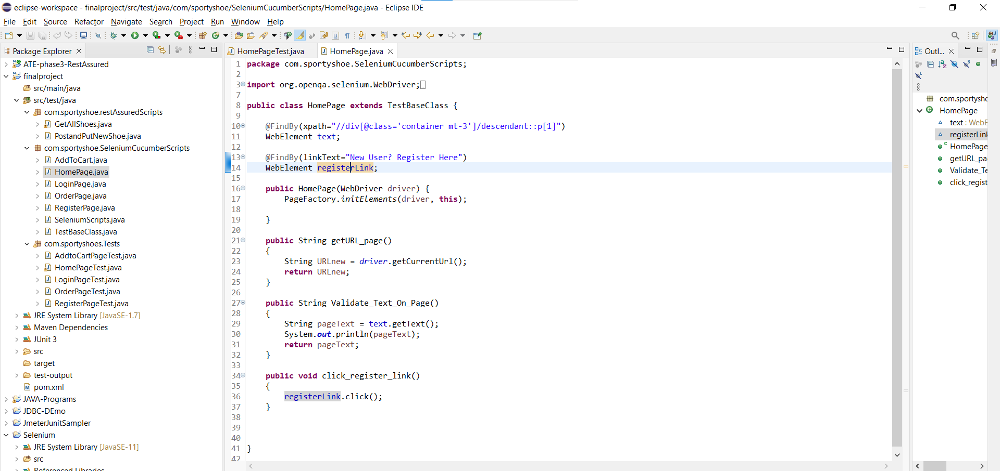 eclipse-workspace - finalproject/src/test/java/com/sportyshoe/SeleniumCucumberScripts/HomePage.java - Eclipse IDE
File Edit Source Refactor Navigate Search Project Run Window Help
Package Explorer
ATE-phase3-RestAssured
finalproject
src/main/java
src/test/java
com.sportyshoe.restAssuredScripts
GetAllShoes.java
PostandPutNewShoe.java
com.sportyshoe.SeleniumCucumberScripts
AddToCart.java
HomePage.java
LoginPage.java
OrderPage.java
RegisterPage.java
SeleniumScripts.java
TestBaseClass.java
com.sportyshoes.Tests
AddtoCartPageTest.java
HomePageTest.java
LoginPageTest.java
OrderPageTest.java
RegisterPageTest.java
JRE System Library [JavaSE-1.7]
Maven Dependencies
JUnit 3
src
target
test-output
pom.xml
JAVA-Programs
JDBC-DEmo
JmeterJunitSampler
Selenium
JRE System Library [JavaSE-11]
src
Referenced Libraries
HomePageTest.java
HomePage.java
1 package com.sportyshoe.SeleniumCucumberScripts;
2
3 import org.openqa.selenium.WebDriver;
7
8 public class HomePage extends TestBaseClass {
9
10 @FindBy(xpath="//div[@class='container mt-3']/descendant::p[1]")
11 WebElement text;
12
13 @FindBy(linkText="New User? Register Here")
14 WebElement registerLink;
15
16 public HomePage(WebDriver driver) {
17 PageFactory.initElements(driver, this);
18
19 }
20
21 public String getURL_page()
22 {
23 String URLnew = driver.getCurrentUrl();
24 return URLnew;
25 }
26
27 public String Validate_Text_On_Page()
28 {
29 String pageText = text.getText();
30 System.out.println(pageText);
31 return pageText;
32 }
33
34 public void click_register_link()
35 {
36 registerLink.click();
37 }
38
39
40
41 }
42
Outl...
com.sportysho
HomePage
text : WebE
registerLink
HomePage
getURL_pa
Validate_Te
click_regist